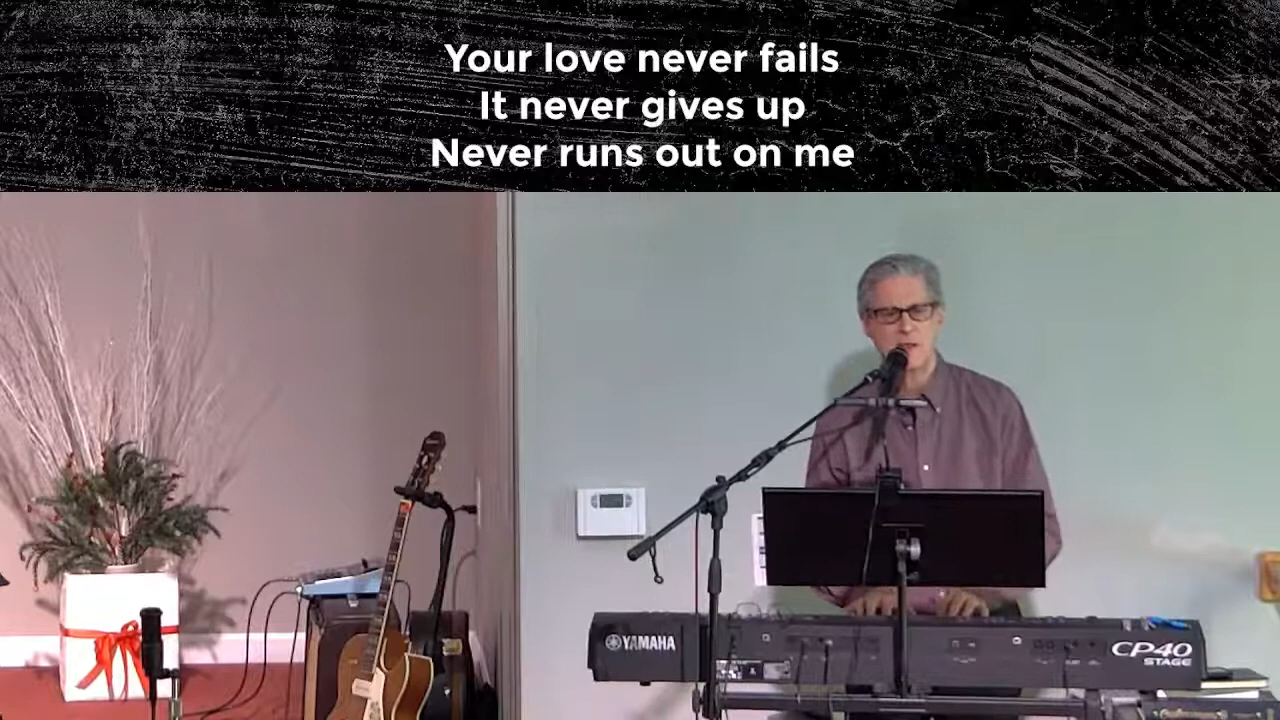 Your love never fails
It never gives up
Never runs out on me
YAMAHA
CP40
STAGE